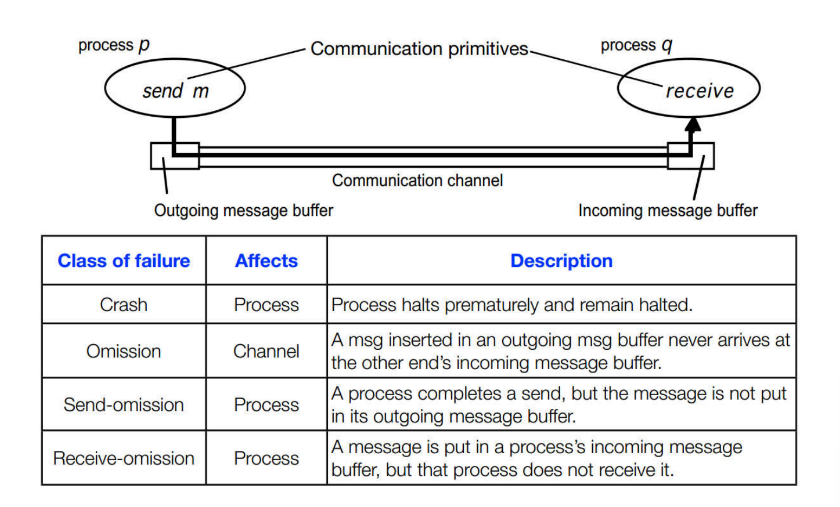 process p
Communication primitives
process q
send m
receive
Communication channel
Outgoing message buffer
Incoming message buffer
Class of failure
Affects
Description
Crash
Process
Process halts prematurely and remain halted.
Omission
Channel
A msg inserted in an outgoing msg buffer never arrives at
the other end's incoming message buffer.
Send-omission
Process
A process completes a send, but the message is not put
in its outgoing message buffer.
Receive-omission
Process
A message is put in a process's incoming message
buffer, but that process does not receive it.